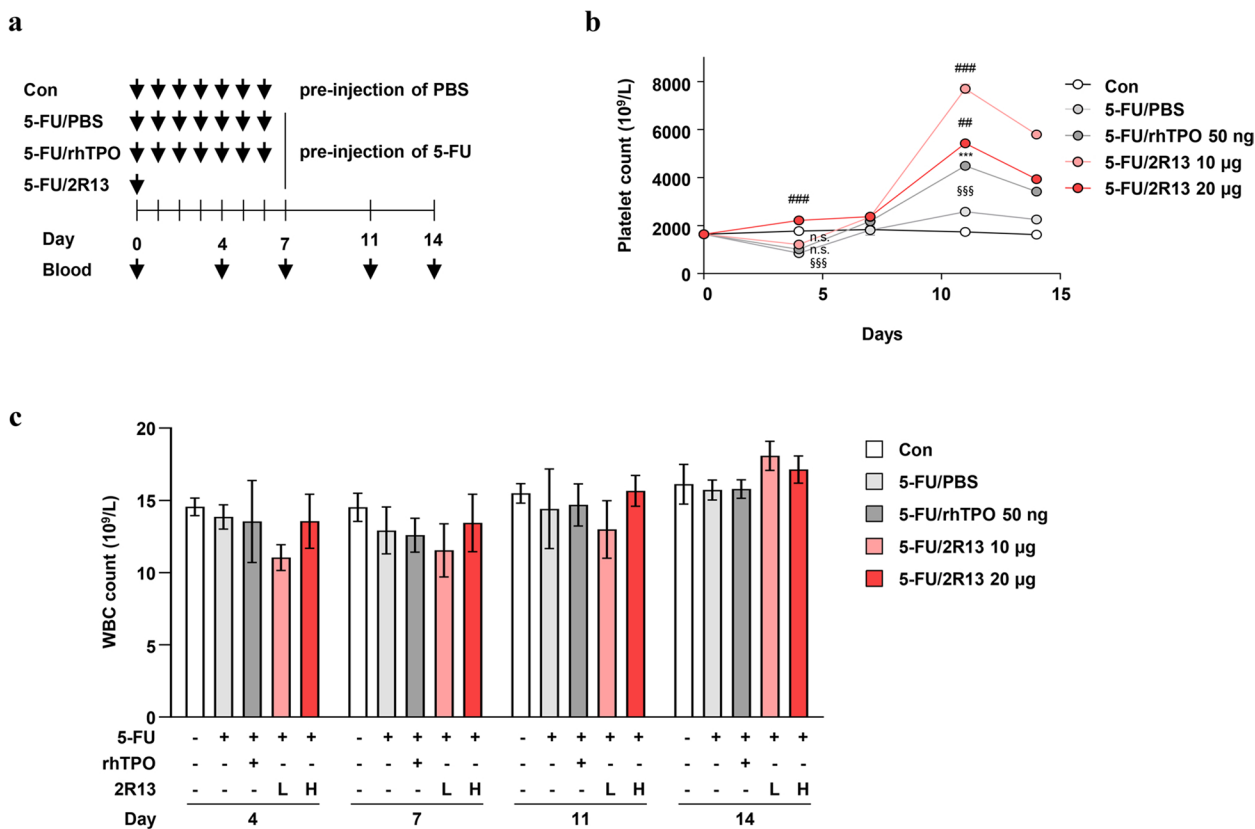 a
Con
pre-injection of PBS
5-FU/PBS
5-FU/rhTPO
pre-injection of 5-FU
5-FU/2R13
Day
0 4 7 11 14
Blood
b
Platelet count (10⁹/L)
8000
6000
4000
2000
0
###
##
***
§§§
###
n.s.
n.s.
§§§
0 5 10 15
Days
Con
5-FU/PBS
5-FU/rhTPO 50 ng
5-FU/2R13 10 µg
5-FU/2R13 20 µg
c
WBC count (10⁹/L)
20
15
10
5
0
Con
5-FU/PBS
5-FU/rhTPO 50 ng
5-FU/2R13 10 µg
5-FU/2R13 20 µg
5-FU - + + + + - + + + + - + + + + - + + + +
rhTPO - - + - - - - + - - - - + - - - - + - -
2R13 - - - L H - - - L H - - - L H - - - L H
Day 4 7 11 14